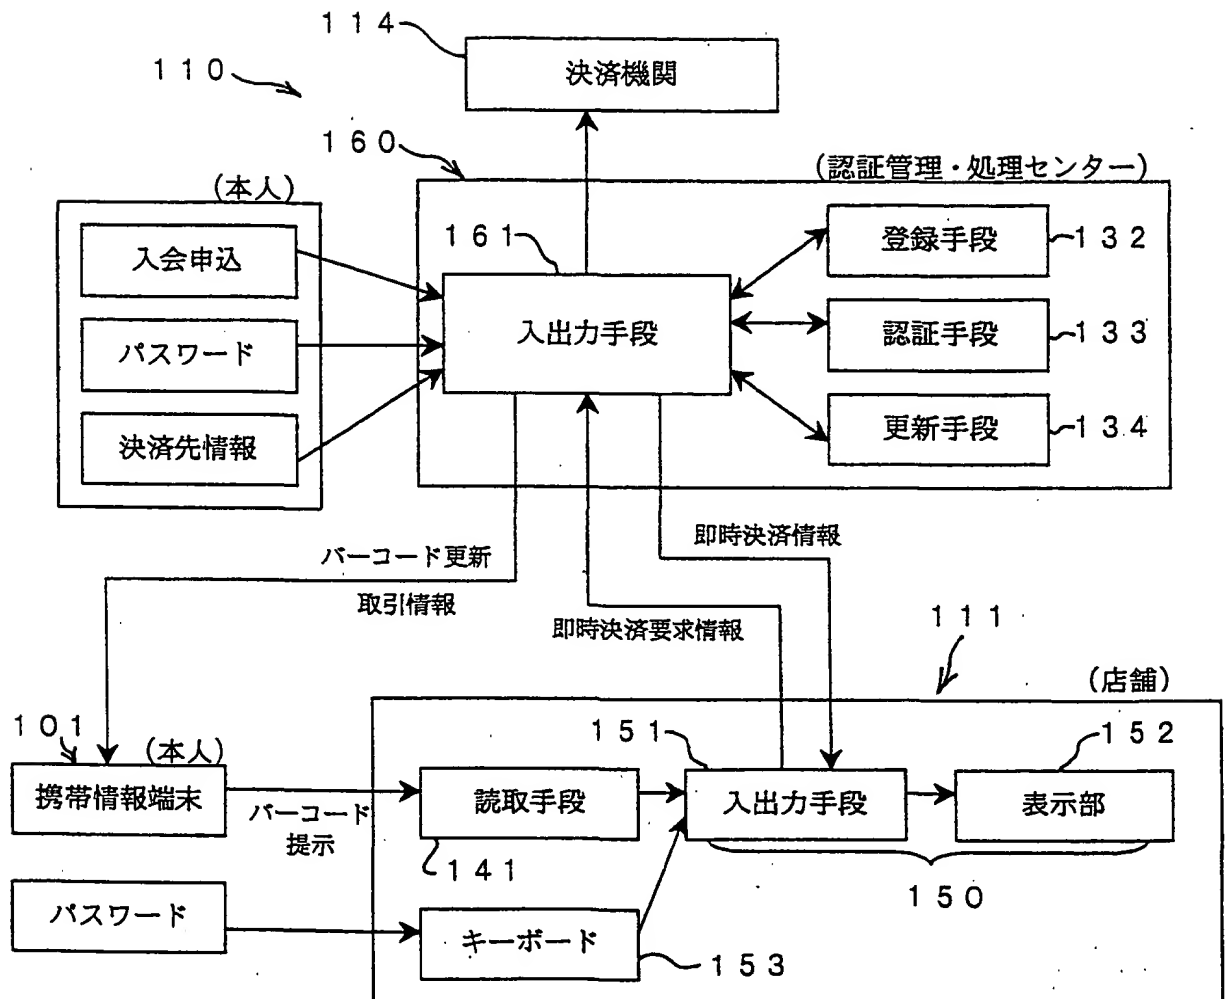 １１４
決済機関
１１０
１６０
(認証管理・処理センター)
(本人)
入会申込
パスワード
決済先情報
１６１
入出力手段
登録手段
１３２
認証手段
１３３
更新手段
１３４
バーコード更新
取引情報
即時決済情報
即時決済要求情報
１１１
(店舗)
１０１
(本人)
携帯情報端末
バーコード
提示
読取手段
１４１
１５１
入出力手段
１５２
表示部
１５０
パスワード
キーボード
１５３